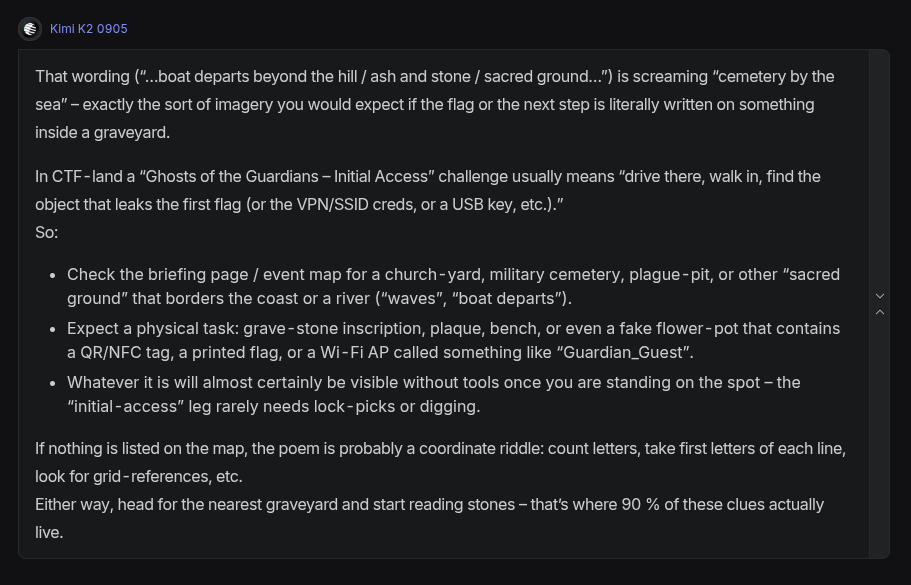 Kimi K2 0905
That wording (“…boat departs beyond the hill / ash and stone / sacred ground…”) is screaming “cemetery by the
sea” – exactly the sort of imagery you would expect if the flag or the next step is literally written on something
inside a graveyard.
In CTF-land a “Ghosts of the Guardians – Initial Access” challenge usually means “drive there, walk in, find the
object that leaks the first flag (or the VPN/SSID creds, or a USB key, etc.).”
So:
• Check the briefing page / event map for a church-yard, military cemetery, plague-pit, or other “sacred
ground” that borders the coast or a river (“waves”, “boat departs”).
• Expect a physical task: grave-stone inscription, plaque, bench, or even a fake flower-pot that contains
a QR/NFC tag, a printed flag, or a Wi-Fi AP called something like “Guardian_Guest”.
• Whatever it is will almost certainly be visible without tools once you are standing on the spot – the
“initial-access” leg rarely needs lock-picks or digging.
If nothing is listed on the map, the poem is probably a coordinate riddle: count letters, take first letters of each line,
look for grid-references, etc.
Either way, head for the nearest graveyard and start reading stones – that’s where 90 % of these clues actually
live.